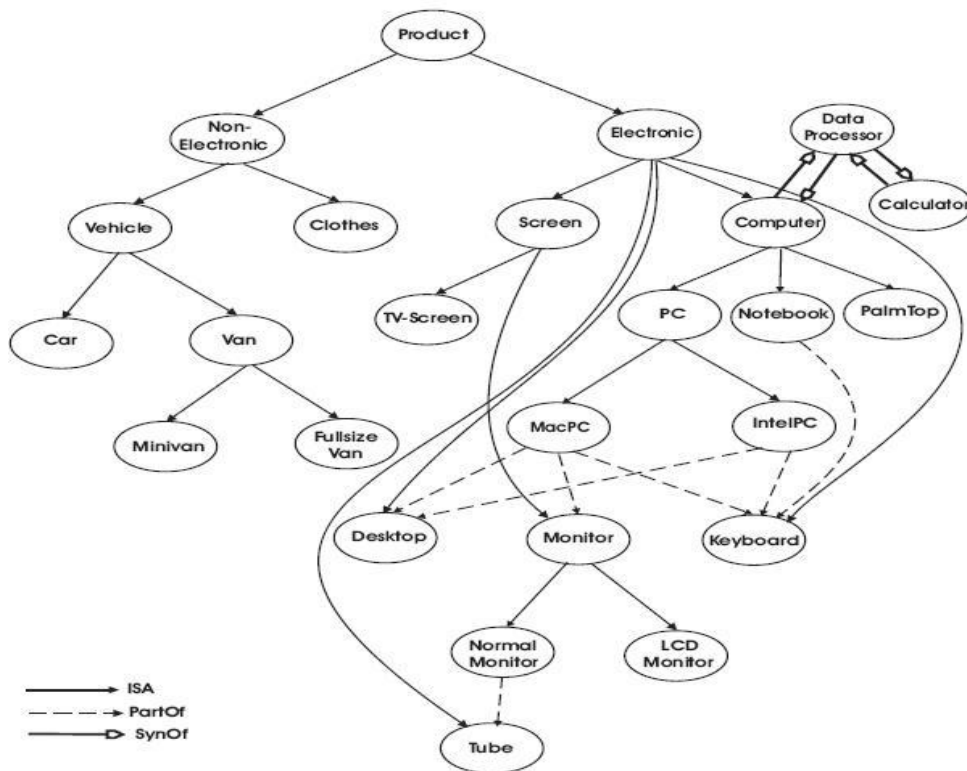 Product
Non-
Electronic
Electronic
Data
Processor
Vehicle
Clothes
Screen
Computer
Calculator
Car
Van
TV-Screen
PC
Notebook
PalmTop
Minivan
Fullsize
Van
MacPC
IntelPC
Desktop
Monitor
Keyboard
Normal
Monitor
LCD
Monitor
ISA
PartOf
SynOf
Tube